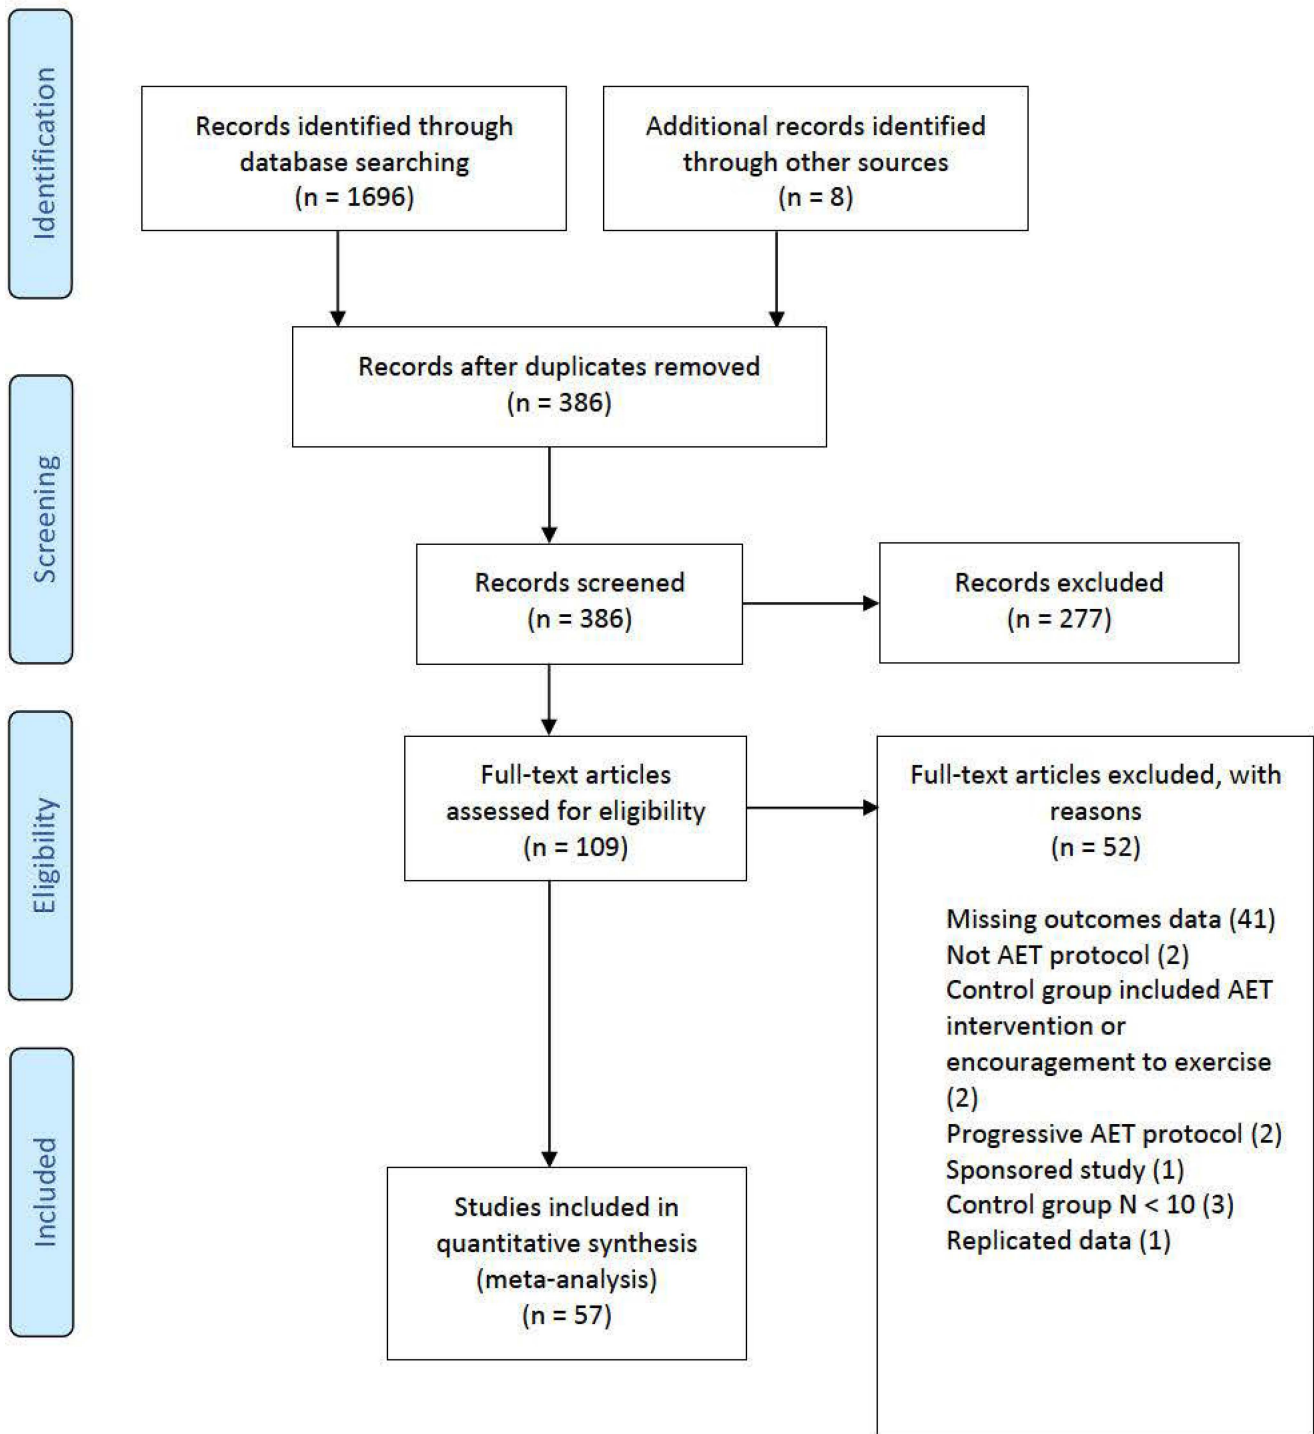 Identification
Records identified through
database searching
(n = 1696)
Additional records identified
through other sources
(n = 8)
Records after duplicates removed
(n = 386)
Screening
Records screened
(n = 386)
Records excluded
(n = 277)
Eligibility
Full-text articles
assessed for eligibility
(n = 109)
Full-text articles excluded, with
reasons
(n = 52)
Missing outcomes data (41)
Not AET protocol (2)
Control group included AET
intervention or
encouragement to exercise
(2)
Progressive AET protocol (2)
Sponsored study (1)
Control group N < 10 (3)
Replicated data (1)
Included
Studies included in
quantitative synthesis
(meta-analysis)
(n = 57)